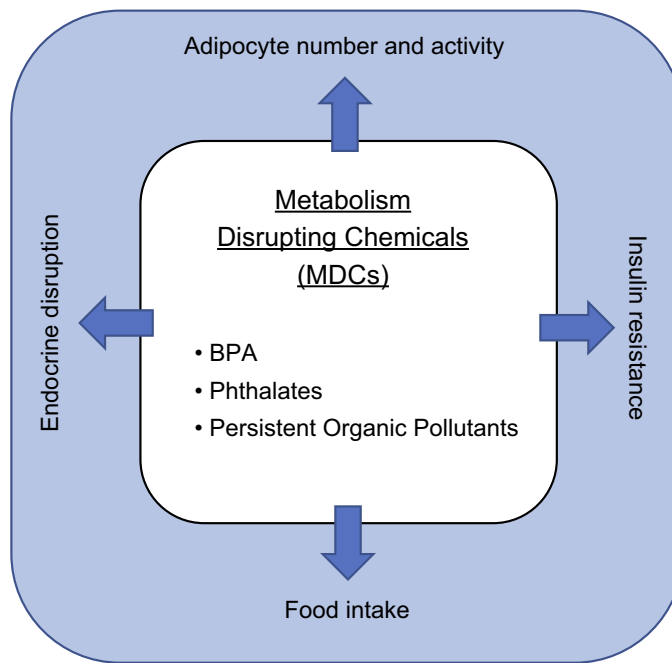 Adipocyte number and activity
Metabolism
Disrupting Chemicals
(MDCs)
Endocrine disruption
Insulin resistance
• BPA
• Phthalates
• Persistent Organic Pollutants
Food intake